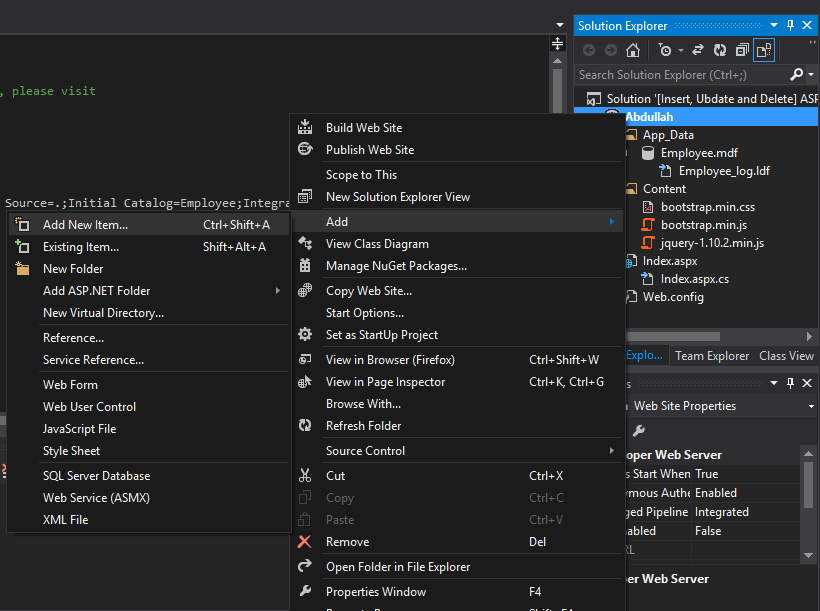 Solution Explorer
Search Solution Explorer (Ctrl+;)
Solution '[Insert, Ubdate and Delete] ASP
Abdullah
App_Data
Employee.mdf
Employee_log.ldf
Content
bootstrap.min.css
bootstrap.min.js
jquery-1.10.2.min.js
Index.aspx
Index.aspx.cs
Web.config
, please visit
Source=.;Initial Catalog=Employee;Integra
Build Web Site
Publish Web Site
Scope to This
New Solution Explorer View
Add
View Class Diagram
Manage NuGet Packages...
Copy Web Site...
Start Options...
Set as StartUp Project
View in Browser (Firefox) Ctrl+Shift+W
View in Page Inspector Ctrl+K, Ctrl+G
Browse With...
Refresh Folder
Source Control
Cut Ctrl+X
Copy Ctrl+C
Paste Ctrl+V
Remove Del
Open Folder in File Explorer
Properties Window F4
Add New Item... Ctrl+Shift+A
Existing Item... Shift+Alt+A
New Folder
Add ASP.NET Folder
New Virtual Directory...
Reference...
Service Reference...
Web Form
Web User Control
JavaScript File
Style Sheet
SQL Server Database
Web Service (ASMX)
XML File
Explo... Team Explorer Class View
s
Web Site Properties
oper Web Server
s Start When True
ymous Authe Enabled
ged Pipeline Integrated
abled False
RL
per Web Server